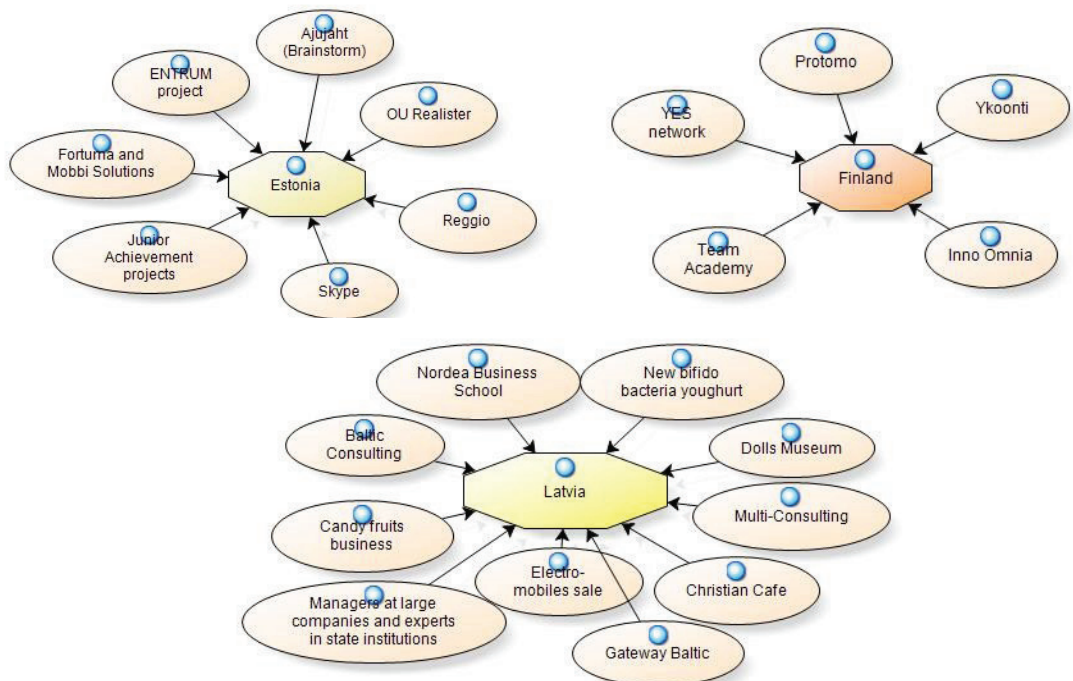 Ajujaht
(Brainstorm)
ENTRUM
project
OU Realister
Fortuma and
Mobbi Solutions
Estonia
Reggio
Junior
Achievement
projects
Skype
Protomo
YES
network
Ykoonti
Finland
Team
Academy
Inno Omnia
Nordea Business
School
New bifido
bacteria youghurt
Baltic
Consulting
Dolls Museum
Latvia
Candy fruits
business
Multi-Consulting
Electro-
mobiles sale
Christian Cafe
Managers at large
companies and experts
in state institutions
Gateway Baltic